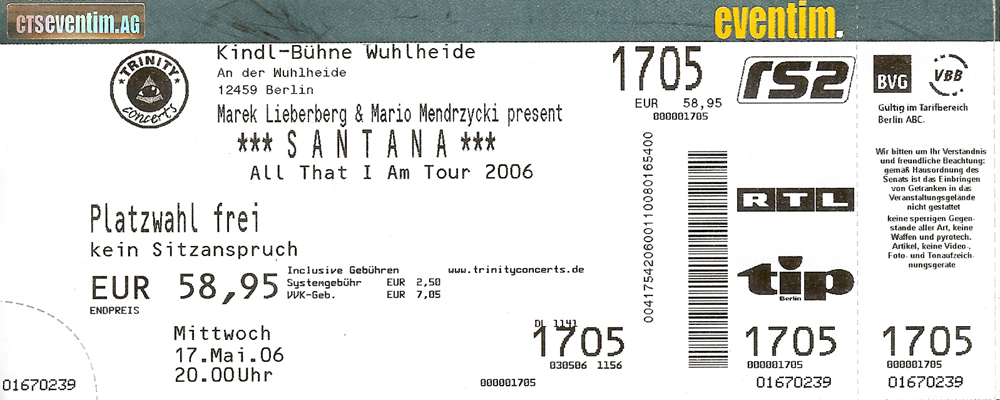 CTSeventim.AG
eventim.
TRINITY
concerts
Kindl-Bühne Wuhlheide
An der Wuhlheide
12459 Berlin
Marek Lieberberg & Mario Mendrzycki present
*** SANTANA ***
All That I Am Tour 2006
Platzwahl frei
kein Sitzanspruch
EUR 58,95
ENDPREIS
Inclusive Gebühren
Systemgebühr EUR 2,50
VVK-Geb. EUR 7,05
www.trinityconcerts.de
Mittwoch
17.Mai.06
20.00Uhr
01670239
1705
EUR 58,95
000001705
004175420600110080165400
DL 1141
1705
030506 1156
000001705
rs2
RTL
tip
Berlin
1705
000001705
01670239
BVG
VBB
Gültig im Tarifbereich
Berlin ABC.
Wir bitten um Ihr Verständnis
und freundliche Beachtung:
gemäß Hausordnung des
Senats ist das Einbringen
von Getranken in das
Veranstaltungsgelände
nicht gestattet
keine sperrigen Gegen-
stande aller Art, keine
Waffen und pyrotech.
Artikel, keine Video-,
Foto- und Tonaufzeich-
nungsgeräte
1705
000001705
01670239